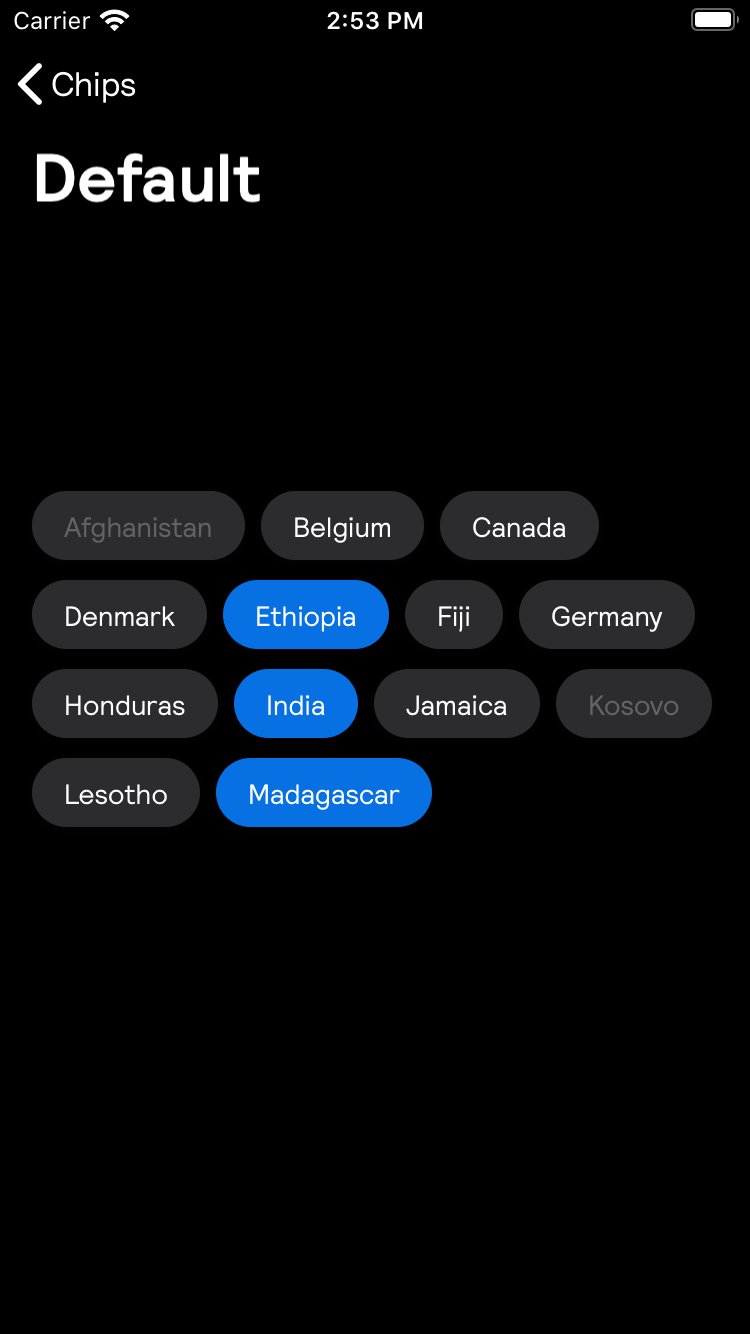 Carrier 2:53 PM
Chips
Default
Afghanistan Belgium Canada
Denmark Ethiopia Fiji Germany
Honduras India Jamaica Kosovo
Lesotho Madagascar